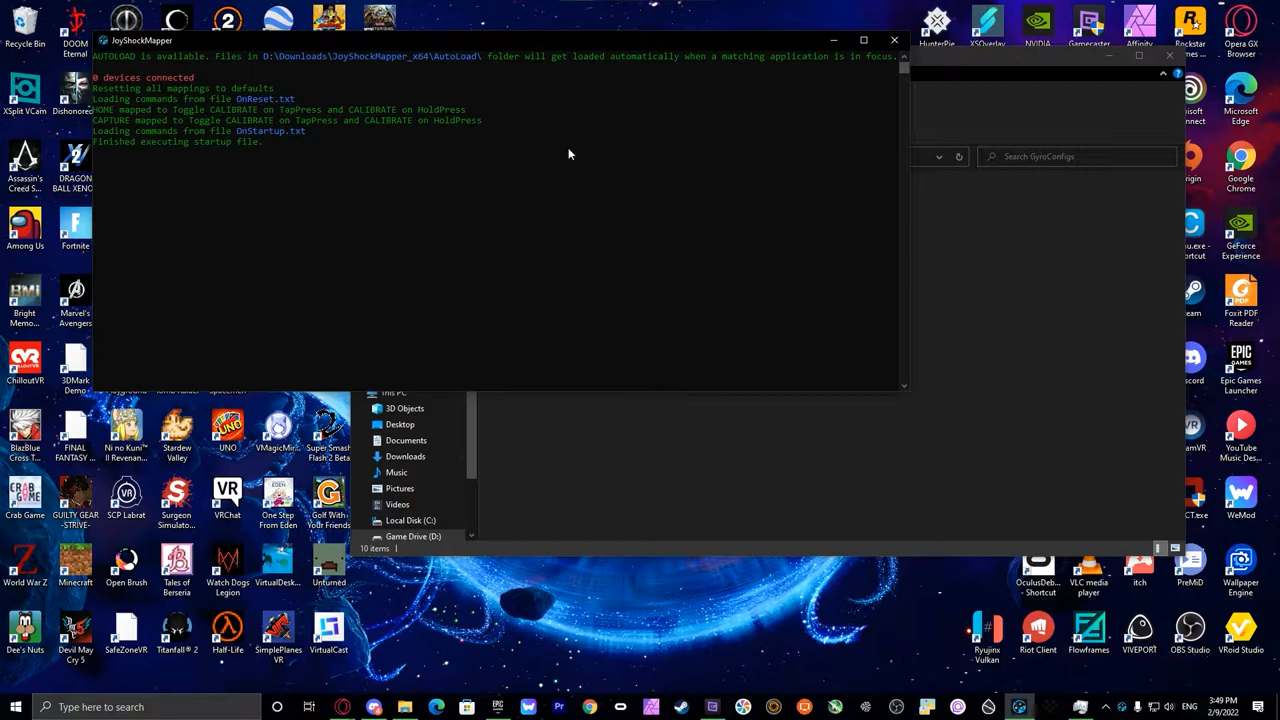 JoyShockMapper
AUTOLOAD is available. Files in D:\Downloads\JoyShockMapper_x64\AutoLoad\ folder will get loaded automatically when a matching application is in focus.
0 devices connected
Resetting all mappings to defaults
Loading commands from file OnReset.txt
HOME mapped to Toggle CALIBRATE on TapPress and CALIBRATE on HoldPress
CAPTURE mapped to Toggle CALIBRATE on TapPress and CALIBRATE on HoldPress
Loading commands from file OnStartup.txt
Finished executing startup file.
Search GyroConfigs
This PC
3D Objects
Desktop
Documents
Downloads
Music
Pictures
Videos
Local Disk (C:)
Game Drive (D:)
10 items
Recycle Bin
DOOM
Eternal
XSplit VCam
Dishonored
Assassin's
Creed S...
DRAGON
BALL XENO
Among Us
Fortnite
Bright
Memo...
Marvel's
Avengers
ChilloutVR
3DMark
Demo
BlazBlue
Cross T...
FINAL
FANTASY ...
Ni no Kuni™
II Revenan...
Stardew
Valley
UNO
VMagicMir...
Super Smash
Flash 2 Beta
Crab Game
GUILTY GEAR
-STRIVE-
SCP Labrat
Surgeon
Simulato...
VRChat
One Step
From Eden
Golf With
Your Friends
World War Z
Minecraft
Open Brush
Tales of
Berseria
Watch Dogs
Legion
VirtualDesk...
Unturned
Dee's Nuts
Devil May
Cry 5
SafeZoneVR
Titanfall® 2
Half-Life
SimplePlanes
VR
VirtualCast
HunterPie
XSOverlay
NVIDIA
Gamecaster
Affinity
Rockstar
Games ...
Opera GX
Browser
Microsoft
Edge
Google
Chrome
GeForce
Experience
Foxit PDF
Reader
Epic Games
Launcher
YouTube
Music Des...
WeMod
OculusDeb...
- Shortcut
VLC media
player
itch
PreMiD
Wallpaper
Engine
Ryujinx
Vulkan
Riot Client
Flowframes
VIVEPORT
OBS Studio
VRoid Studio
Type here to search
3:49 PM
2/9/2022